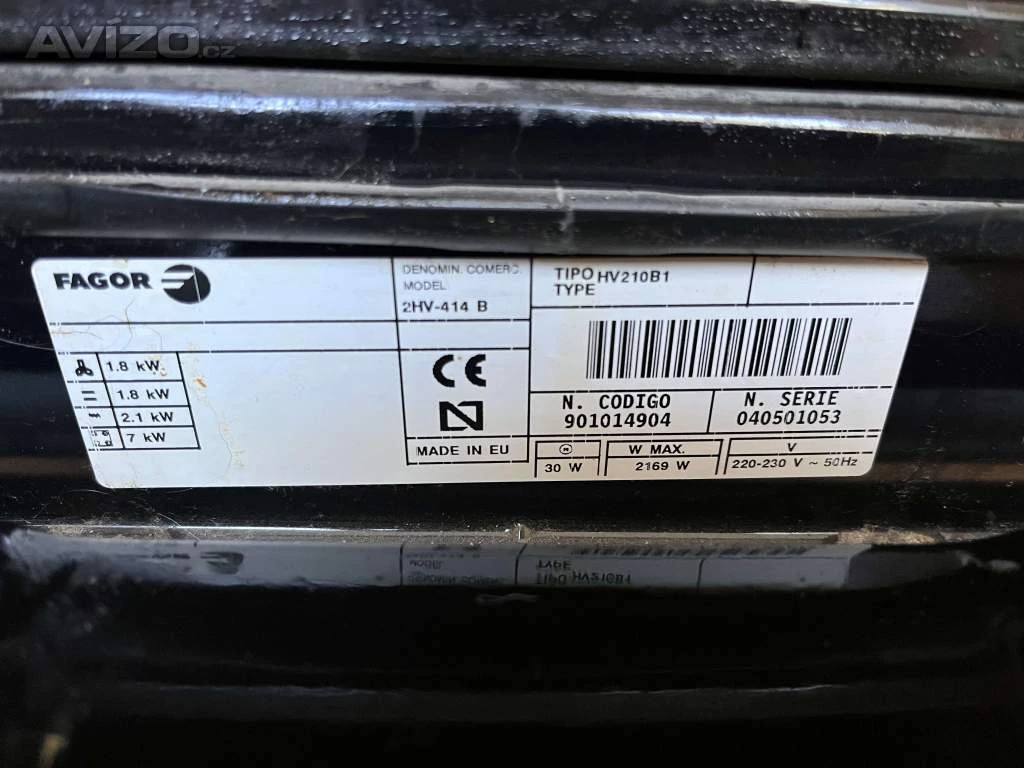 AVÍZO.cz
FAGOR
DENOMIN. COMERC.
MODEL
2HV-414 B
TIPO HV210B1
TYPE
1.8 kW
1.8 kW
2.1 kW
7 kW
CE
N
MADE IN EU
N. CODIGO
901014904
N. SERIE
040501053
30 W
W MAX.
2169 W
V
220-230 V ~ 50Hz